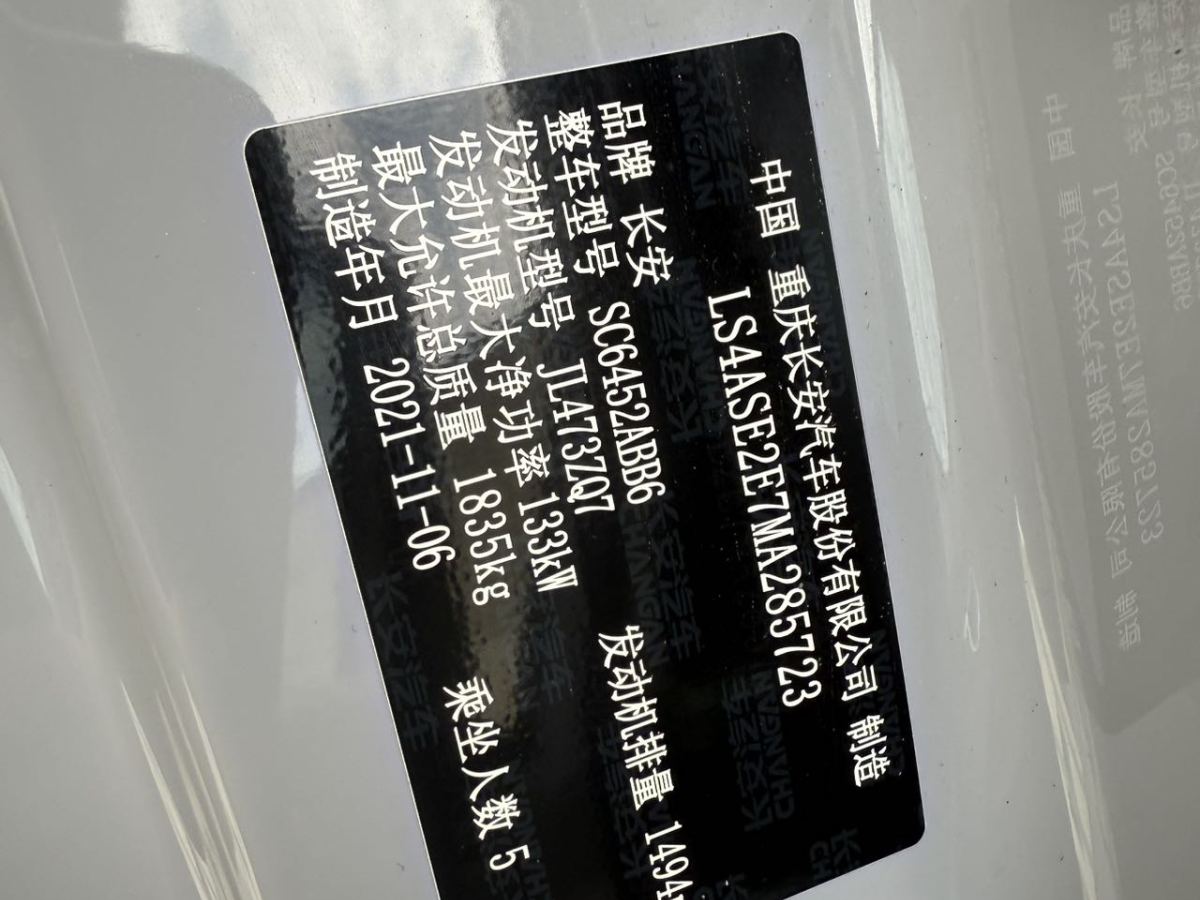 中国 重庆长安汽车股份有限公司 制造
LS4ASE2E7MA285723
品牌 长安
整车型号 SC6452ABB6
发动机型号 JL473ZQ7 发动机排量 1494
发动机最大净功率 133kW
最大允许总质量 1835kg 乘坐人数 5
制造年月 2021-11-06